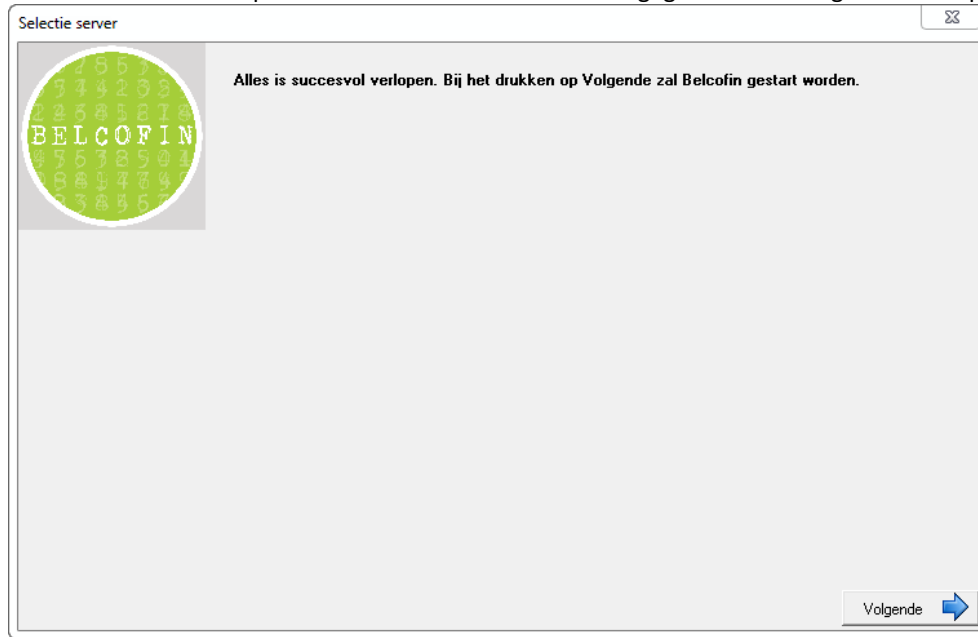 Selectie server
Alles is succesvol verlopen. Bij het drukken op Volgende zal Belcofin gestart worden.
BELCOFIN
Volgende